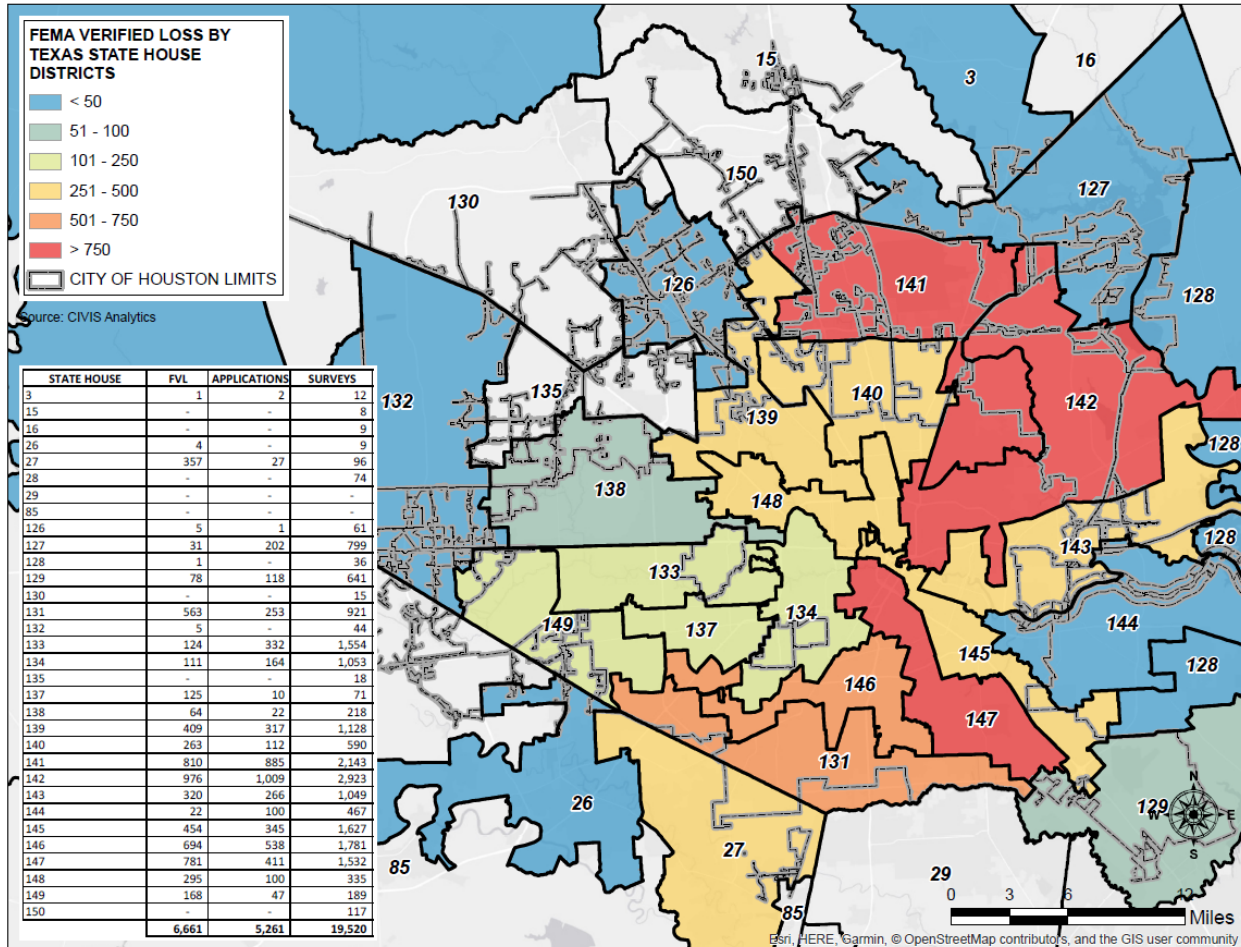 FEMA VERIFIED LOSS BY
TEXAS STATE HOUSE
DISTRICTS
< 50
51 - 100
101 - 250
251 - 500
501 - 750
> 750
CITY OF HOUSTON LIMITS
Source: CIVIS Analytics
STATE HOUSE FVL APPLICATIONS SURVEYS
3 1 2 12
15 - - 8
16 - - 9
26 4 - 9
27 357 27 96
28 - - 74
29 - - -
85 - - -
126 5 1 61
127 31 202 799
128 1 - 36
129 78 118 641
130 - - 15
131 563 253 921
132 5 - 44
133 124 332 1,554
134 111 164 1,053
135 - - 18
137 125 10 71
138 64 22 218
139 409 317 1,128
140 263 112 590
141 810 885 2,143
142 976 1,009 2,923
143 320 266 1,049
144 22 100 467
145 454 345 1,627
146 694 538 1,781
147 781 411 1,532
148 295 100 335
149 168 47 189
150 - - 117
6,661 5,261 19,520
15
3
16
150
127
130
126
141
128
132
135
139
140
142
128
138
148
143
128
133
134
144
149
137
145
128
146
147
131
129
26
27
85
29
85
N
W E
S
0 3 6 12
Miles
Esri, HERE, Garmin, © OpenStreetMap contributors, and the GIS user community